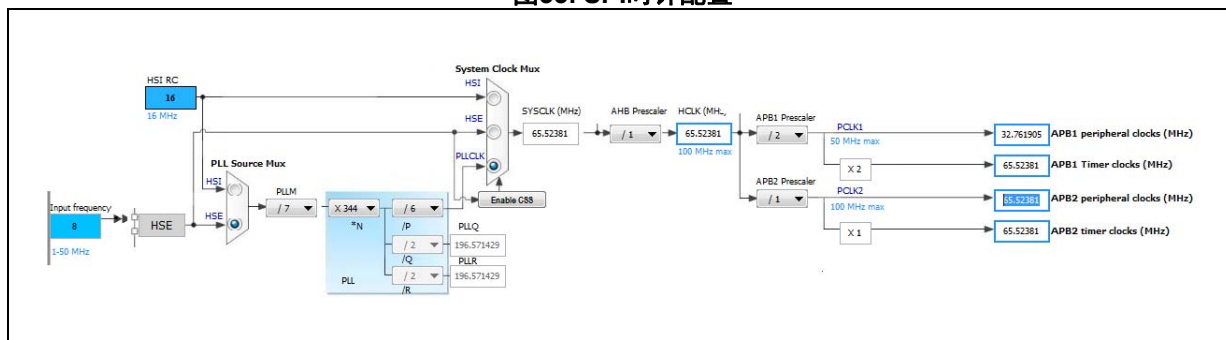 System Clock Mux
HSI RC
16
16 MHz
HSI
HSE
PLLCLK
Enable CSS
SYSCLK (MHz)
65.52381
AHB Prescaler
/ 1
65.52381
100 MHz max
APB1 Prescaler
/ 2
PCLK1
50 MHz max
32.761905
APB1 peripheral clocks (MHz)
X 2
65.52381
APB1 Timer clocks (MHz)
APB2 Prescaler
/ 1
PCLK2
100 MHz max
65.52381
APB2 peripheral clocks (MHz)
X 1
65.52381
APB2 timer clocks (MHz)
PLL Source Mux
HSI
HSE
Input frequency
8
1-50 MHz
HSE
PLLM
/ 7
X 344
*N
/ 6
/P
/ 2
/Q
PLLQ
196.571429
/ 2
/R
PLLR
196.571429
PLL